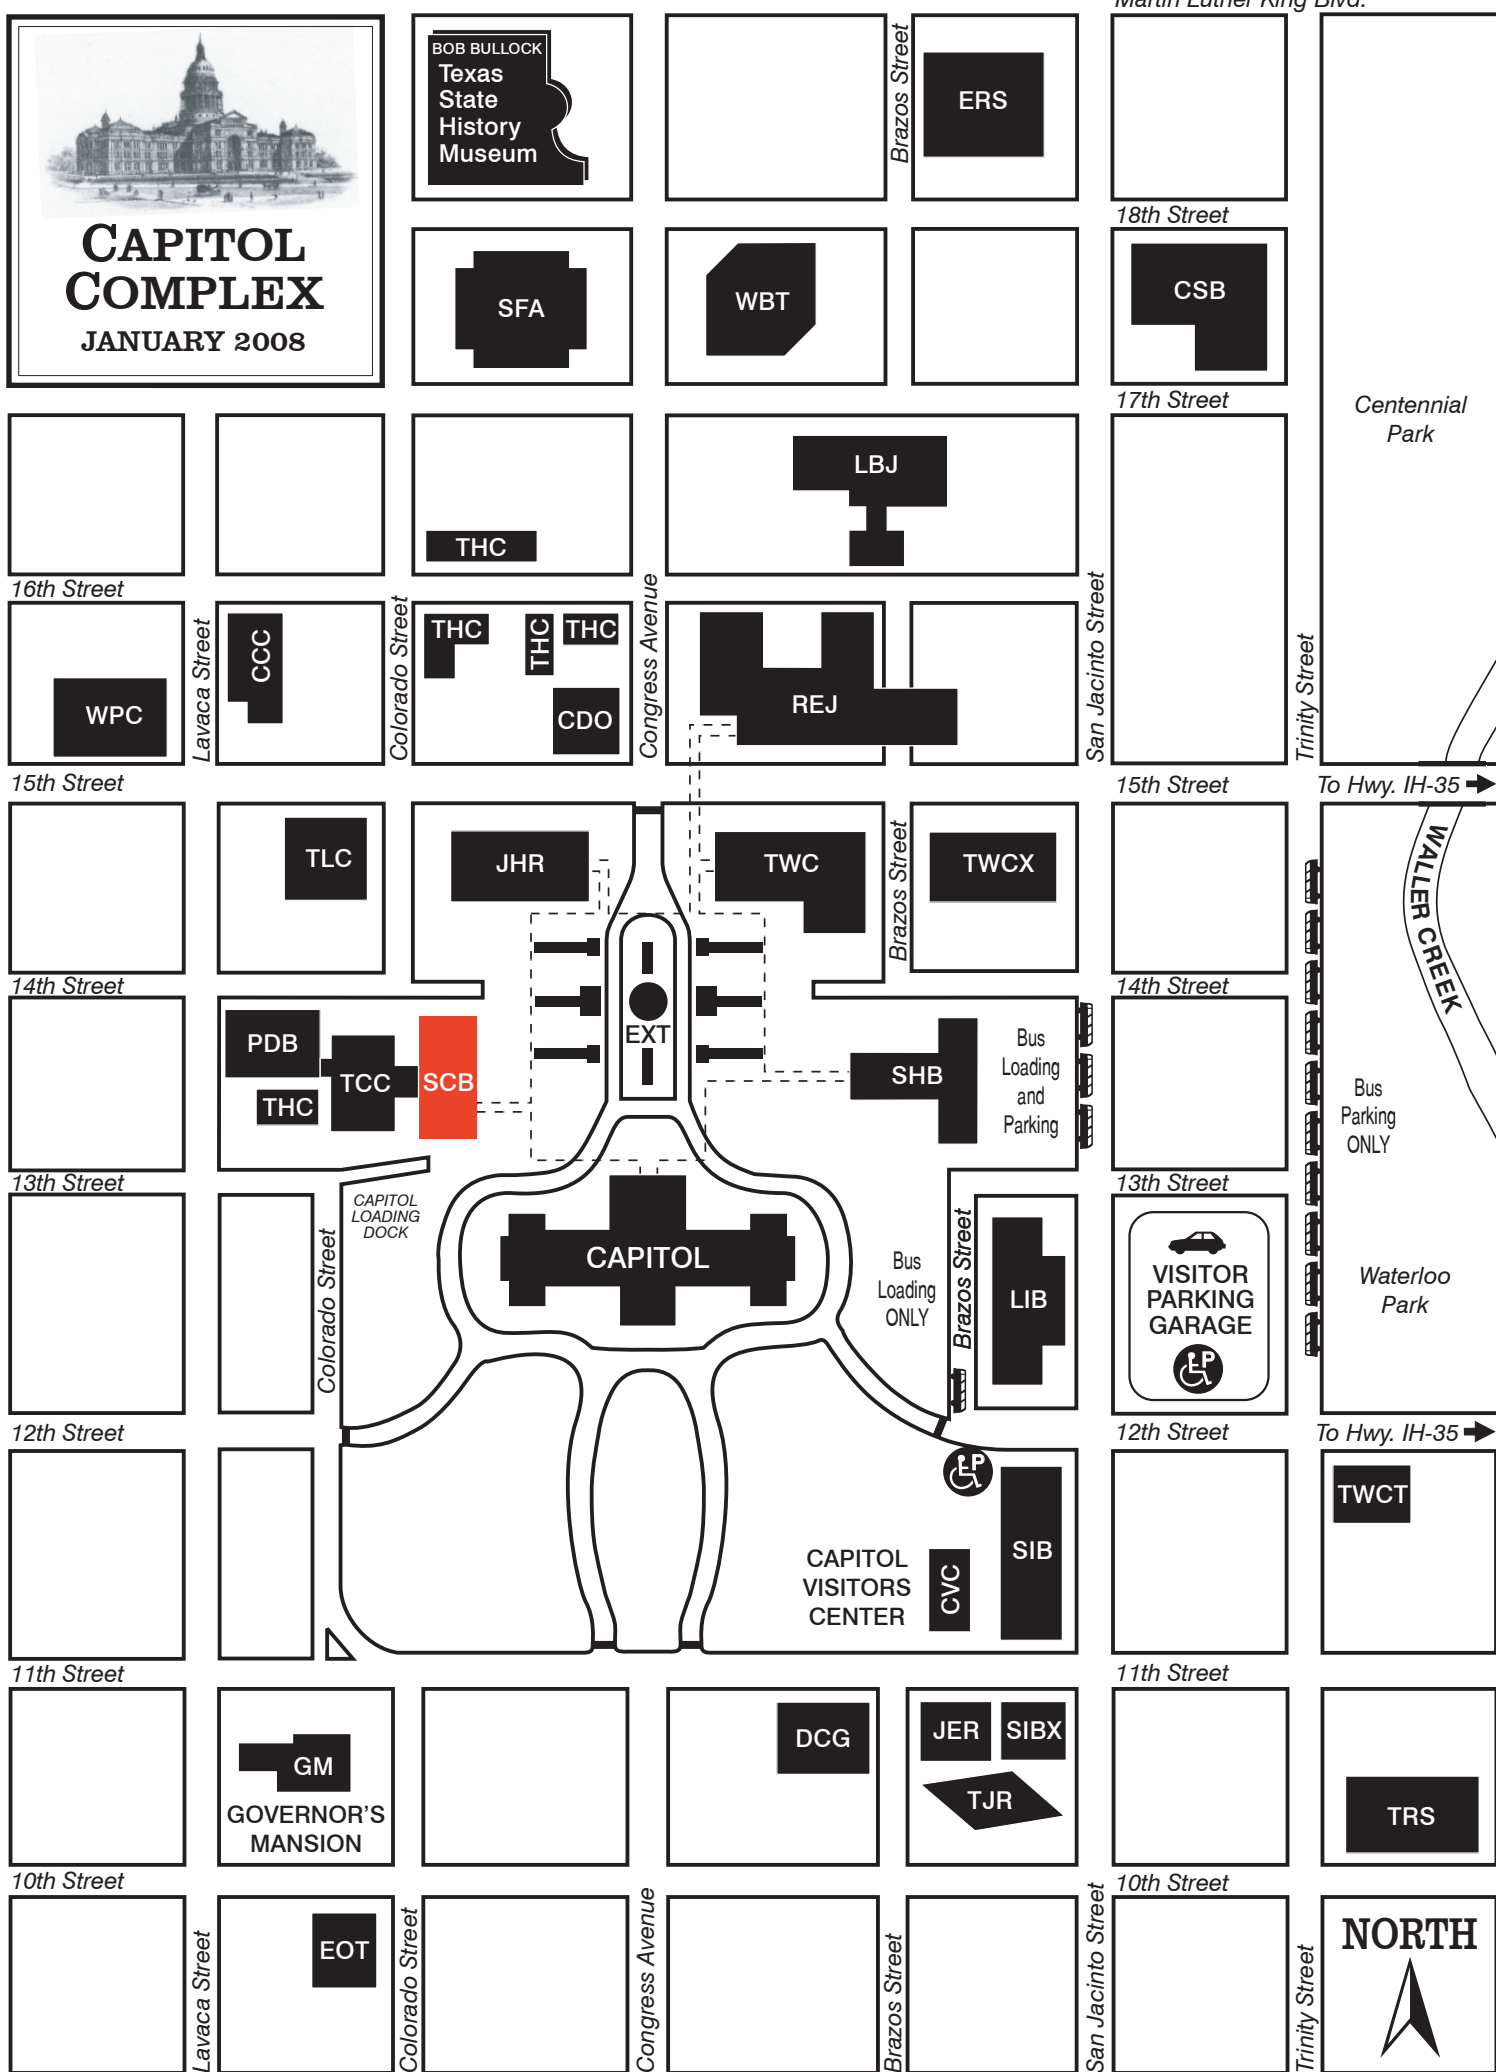 Martin Luther King Blvd.
CAPITOL
COMPLEX
JANUARY 2008
BOB BULLOCK
Texas
State
History
Museum
Brazos Street
ERS
18th Street
SFA
WBT
CSB
17th Street
Centennial
Park
LBJ
THC
16th Street
Lavaca Street
CCC
Colorado Street
THC
THC
THC
Congress Avenue
WPC
CDO
REJ
San Jacinto Street
Trinity Street
15th Street
15th Street
To Hwy. IH-35
TLC
JHR
TWC
Brazos Street
TWCX
WALLER CREEK
14th Street
14th Street
PDB
TCC
SCB
THC
EXT
SHB
Bus
Loading
and
Parking
Bus
Parking
ONLY
13th Street
13th Street
CAPITOL
LOADING
DOCK
Colorado Street
CAPITOL
Bus
Loading
ONLY
Brazos Street
LIB
VISITOR
PARKING
GARAGE
P
Waterloo
Park
12th Street
12th Street
To Hwy. IH-35
P
TWCT
CAPITOL
VISITORS
CENTER
CVC
SIB
11th Street
11th Street
GM
GOVERNOR'S
MANSION
DCG
JER
SIBX
TJR
TRS
10th Street
10th Street
Lavaca Street
EOT
Colorado Street
Congress Avenue
Brazos Street
San Jacinto Street
Trinity Street
NORTH